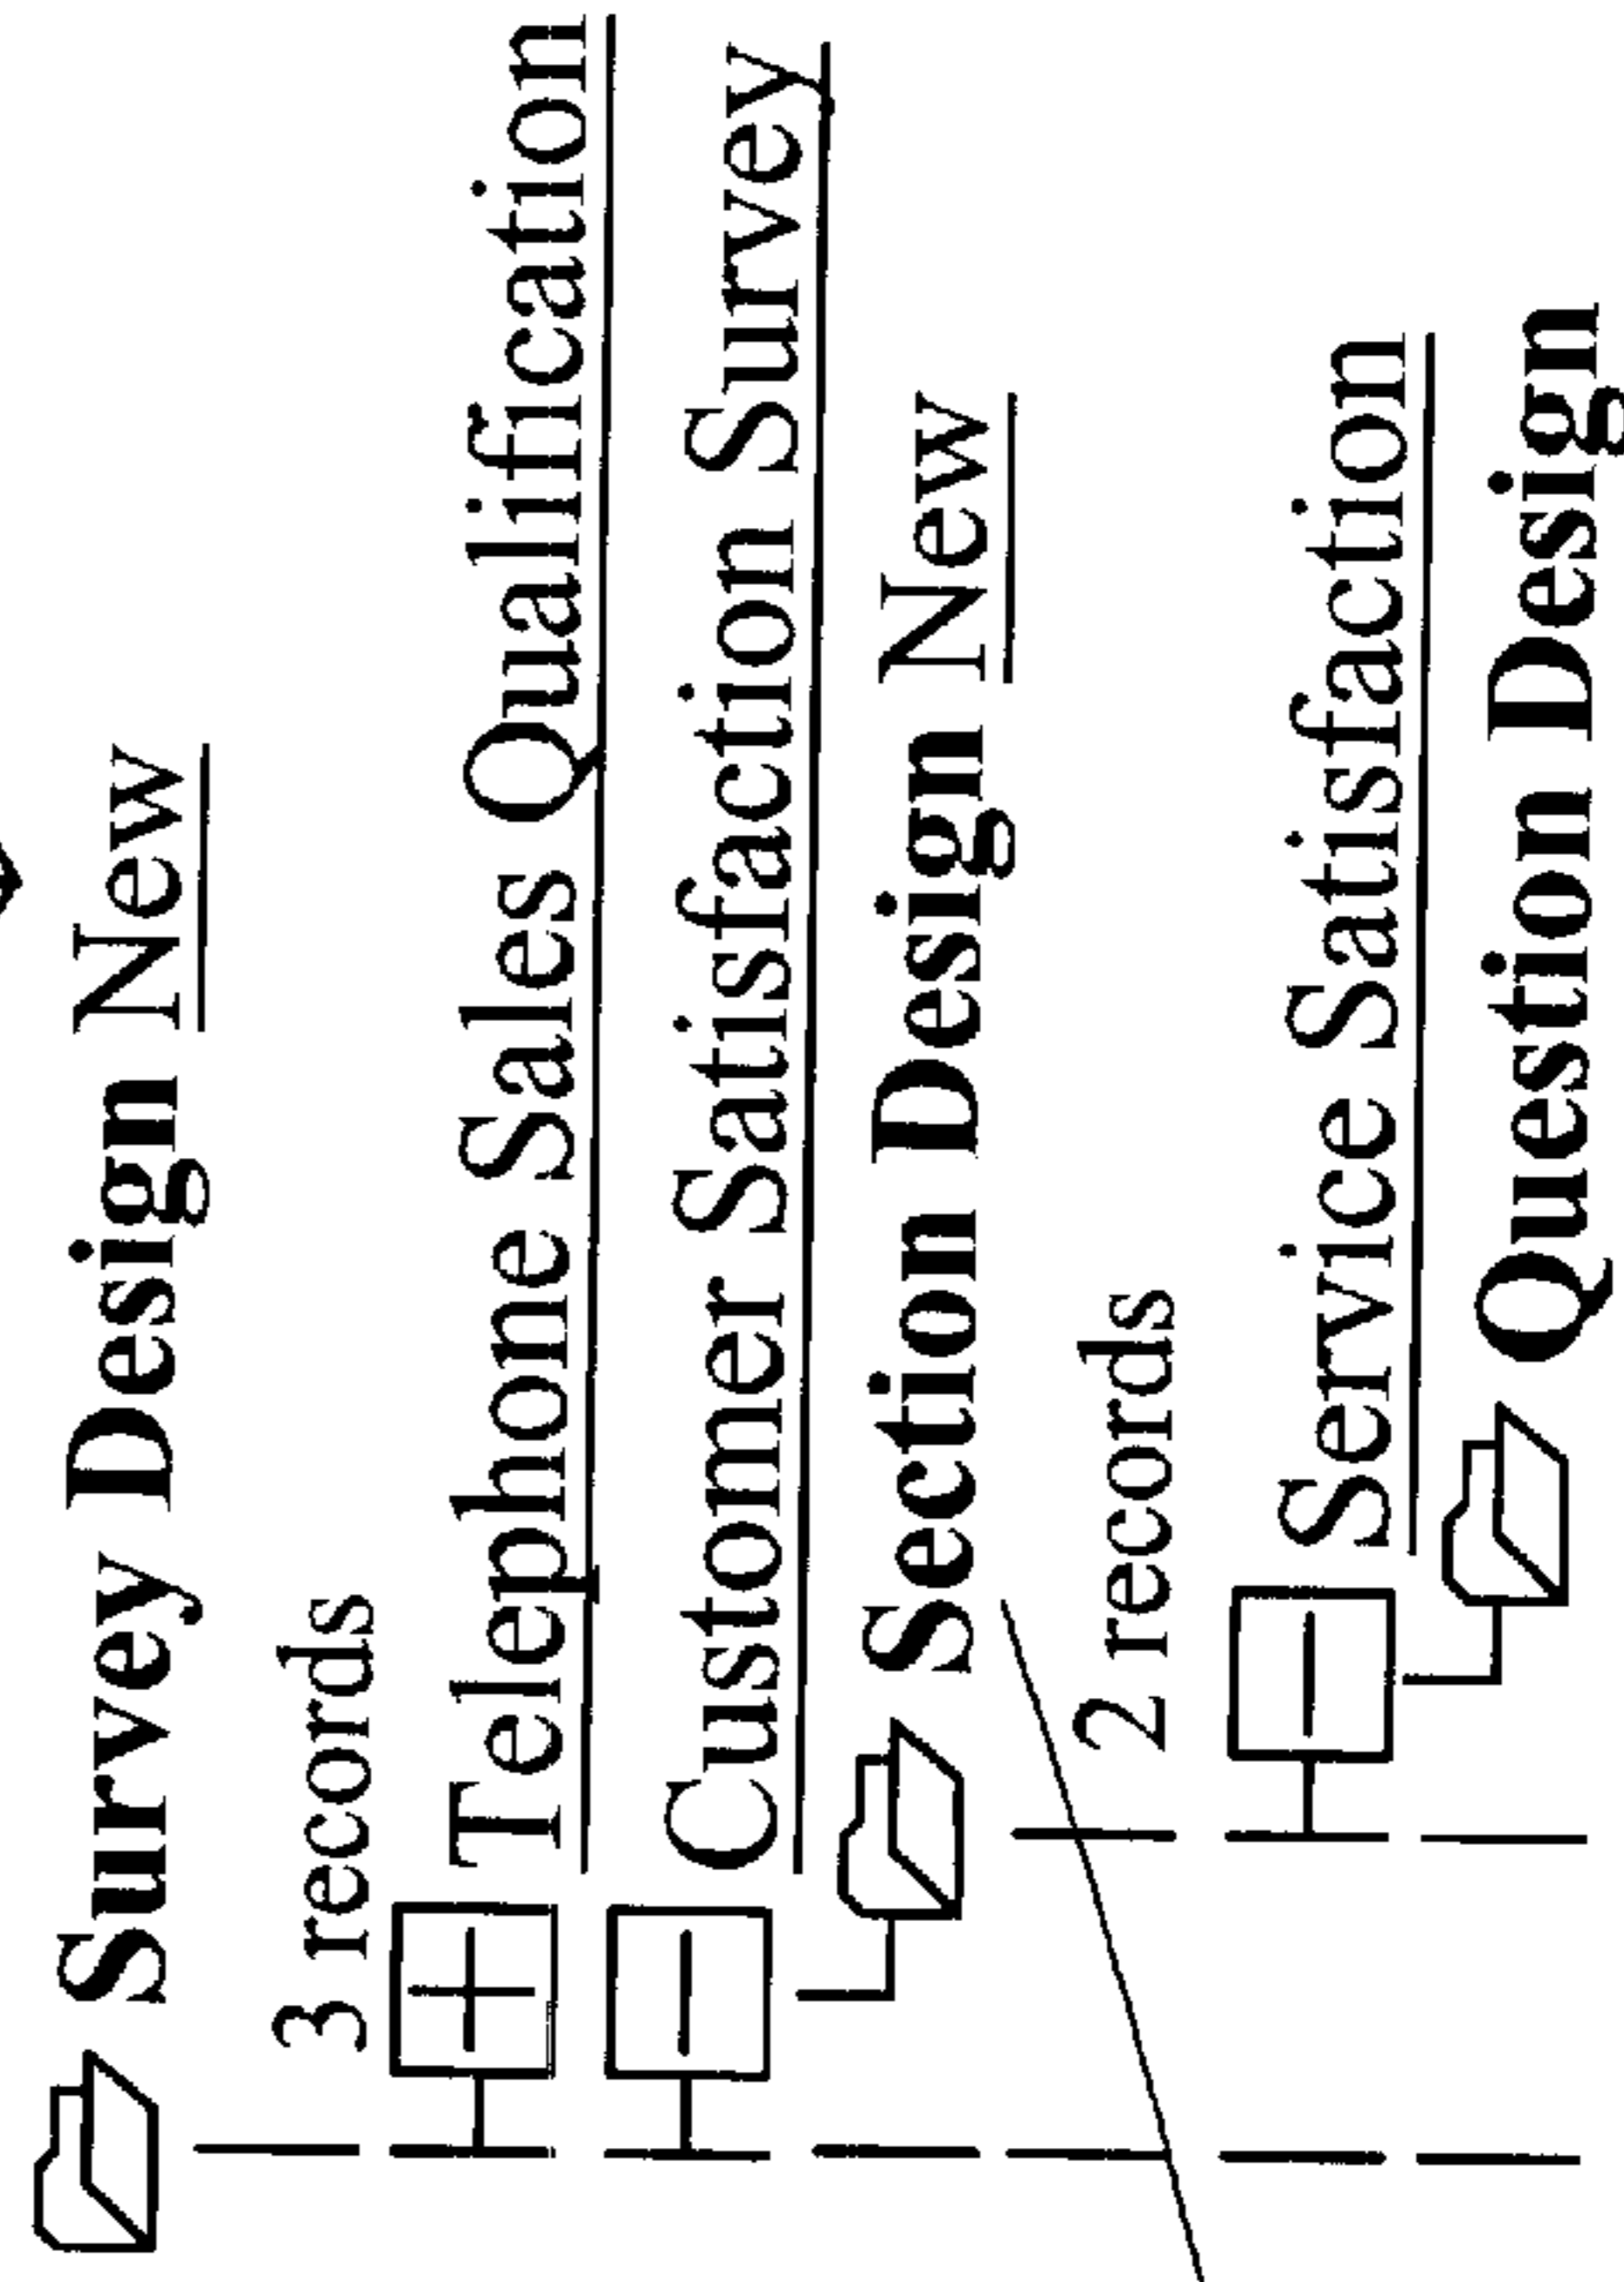 Survey Design New
3 records
Telephone Sales Qualification
Customer Satisfaction Survey
Section Design New
2 records
Service Satisfaction
Question Design